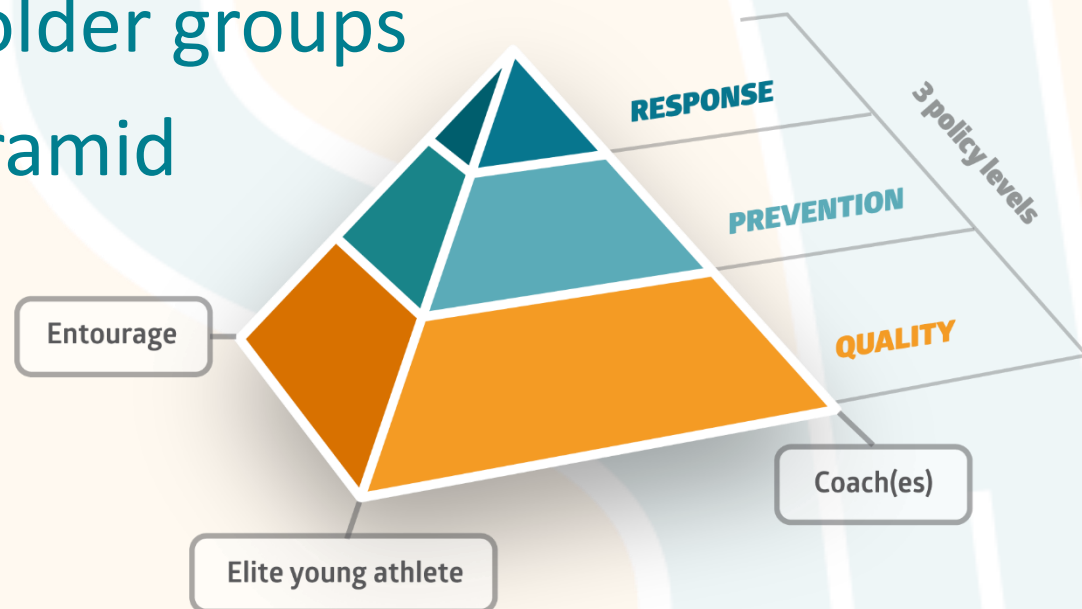 older groups
ramid
RESPONSE
3 policy levels
PREVENTION
QUALITY
Entourage
Coach(es)
Elite young athlete